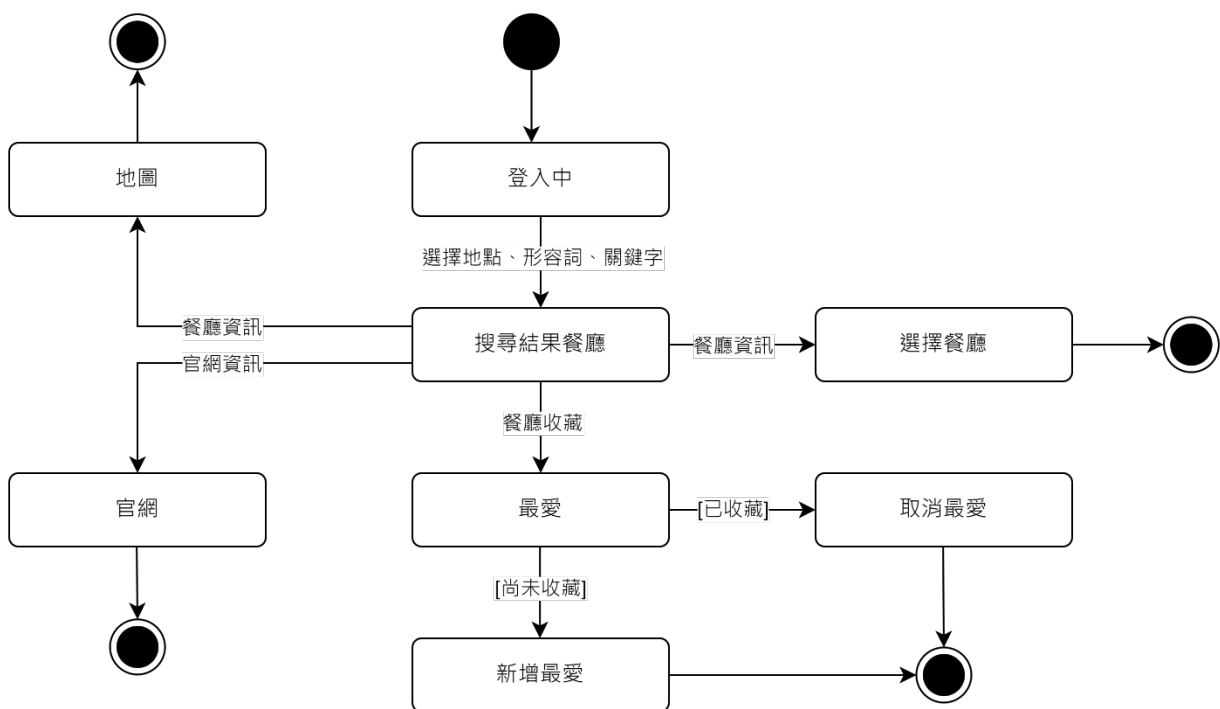 地圖
登入中
選擇地點、形容詞、關鍵字
餐廳資訊
官網資訊
搜尋結果餐廳
餐廳資訊
選擇餐廳
餐廳收藏
官網
最愛
[已收藏]
取消最愛
[尚未收藏]
新增最愛